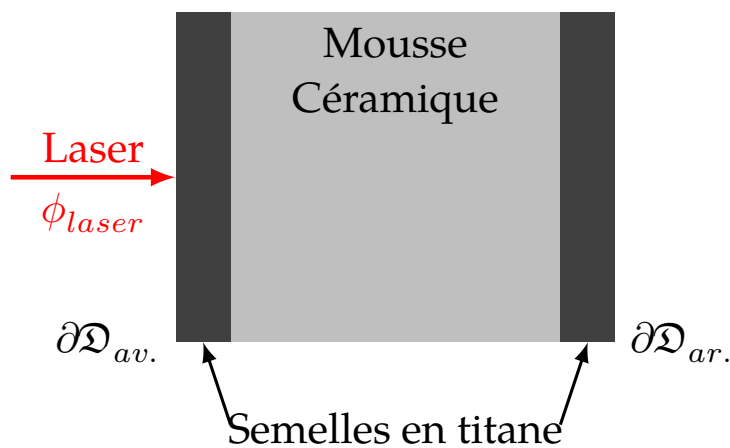 Mousse
Céramique
Laser
ϕ_laser
∂𝔇_av.
∂𝔇_ar.
Semelles en titane